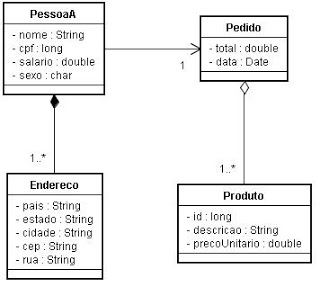 PessoaA
- nome : String
- cpf : long
- salario : double
- sexo : char
1
Pedido
- total : double
- data : Date
1..*
1..*
Endereco
- pais : String
- estado : String
- cidade : String
- cep : String
- rua : String
Produto
- id : long
- descricao : String
- precoUnitario : double